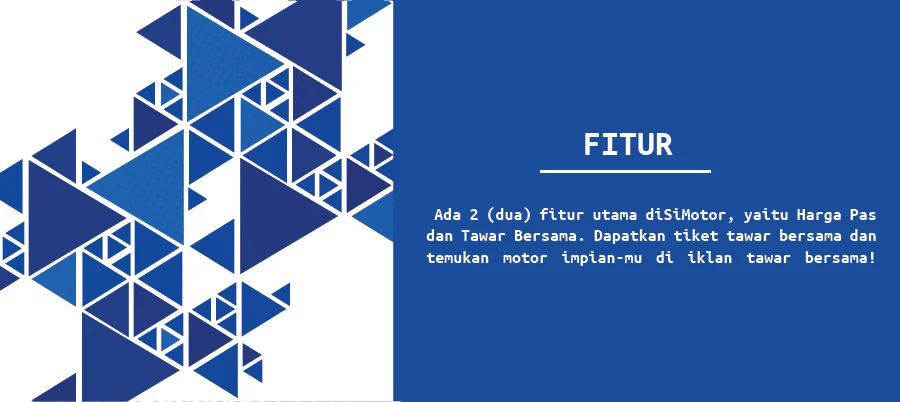 FITUR
Ada 2 (dua) fitur utama diSiMotor, yaitu Harga Pas
dan Tawar Bersama. Dapatkan tiket tawar bersama dan
temukan motor impian-mu di iklan tawar bersama!